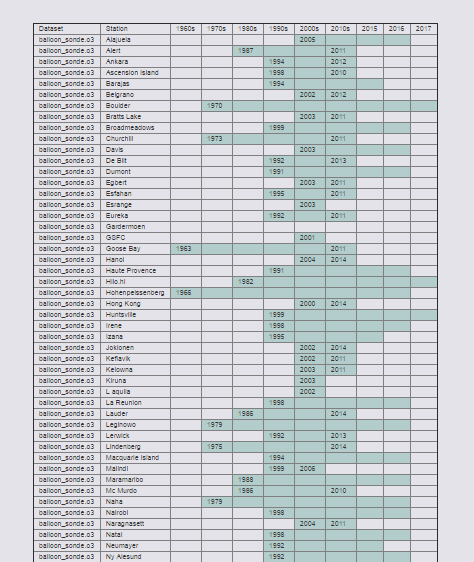 Dataset Station 1960s 1970s 1980s 1990s 2000s 2010s 2015 2016 2017
balloon_sonde.o3 Alajuela 2005
balloon_sonde.o3 Alert 1987 2011
balloon_sonde.o3 Ankara 1994 2012
balloon_sonde.o3 Ascension Island 1998 2010
balloon_sonde.o3 Barajas 1994
balloon_sonde.o3 Belgrano 2002 2012
balloon_sonde.o3 Boulder 1970
balloon_sonde.o3 Bratts Lake 2003 2011
balloon_sonde.o3 Broadmeadows 1999
balloon_sonde.o3 Churchill 1973 2011
balloon_sonde.o3 Davis 2003
balloon_sonde.o3 De Bilt 1992 2013
balloon_sonde.o3 Dumont 1991
balloon_sonde.o3 Egbert 2003 2011
balloon_sonde.o3 Esfahan 1995 2011
balloon_sonde.o3 Esrange 2003
balloon_sonde.o3 Eureka 1992 2011
balloon_sonde.o3 Gardermoen
balloon_sonde.o3 GSFC 2001
balloon_sonde.o3 Goose Bay 1963 2011
balloon_sonde.o3 Hanoi 2004 2014
balloon_sonde.o3 Haute Provence 1991
balloon_sonde.o3 Hilo.hi 1982
balloon_sonde.o3 Hohenpeissenberg 1966
balloon_sonde.o3 Hong Kong 2000 2014
balloon_sonde.o3 Huntsville 1999
balloon_sonde.o3 Irene 1998
balloon_sonde.o3 Izana 1995
balloon_sonde.o3 Jokionen 2002 2014
balloon_sonde.o3 Keflavik 2002 2011
balloon_sonde.o3 Kelowna 2003 2011
balloon_sonde.o3 Kiruna 2003
balloon_sonde.o3 L aquila 2002
balloon_sonde.o3 La Reunion 1998
balloon_sonde.o3 Lauder 1986 2014
balloon_sonde.o3 Leginowo 1979
balloon_sonde.o3 Lerwick 1992 2013
balloon_sonde.o3 Lindenberg 1975 2014
balloon_sonde.o3 Macquarie Island 1994
balloon_sonde.o3 Malindi 1999 2006
balloon_sonde.o3 Maramaribo 1988
balloon_sonde.o3 Mc Murdo 1986 2010
balloon_sonde.o3 Naha 1979
balloon_sonde.o3 Nairobi 1998
balloon_sonde.o3 Naragnasett 2004 2011
balloon_sonde.o3 Natal 1998
balloon_sonde.o3 Neumayer 1992
balloon_sonde.o3 Ny Alesund 1992